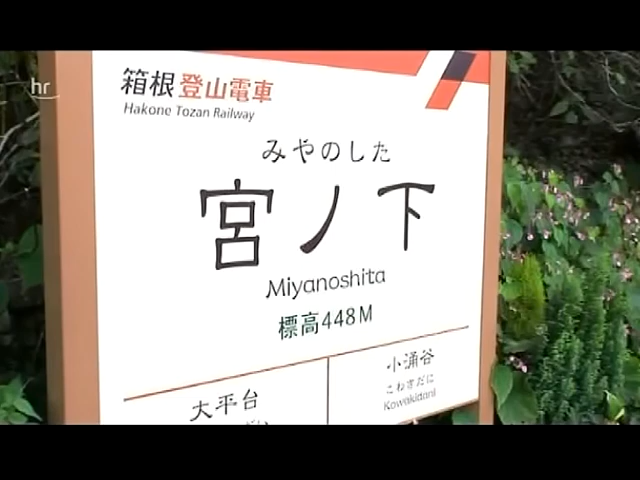 hr
箱根登山電車
Hakone Tozan Railway
みやのした
宮ノ下
Miyanoshita
標高448M
大平台
小涌谷
こわきだに
Kowakidani